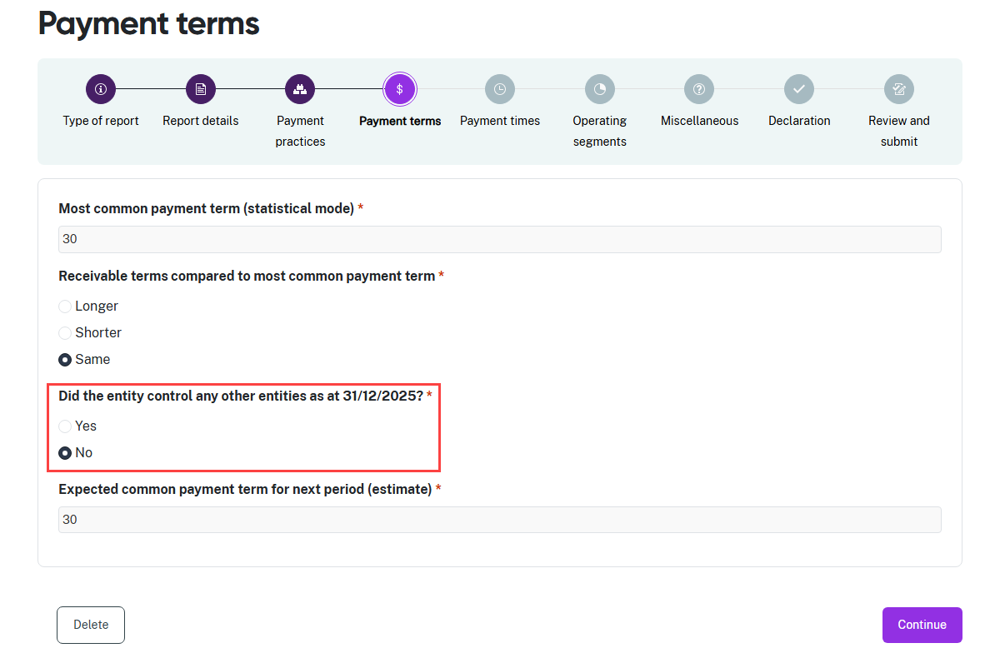 Payment terms
Type of report
Report details
Payment
practices
Payment terms
Payment times
Operating
segments
Miscellaneous
Declaration
Review and
submit
Most common payment term (statistical mode) *
30
Receivable terms compared to most common payment term *
Longer
Shorter
Same
Did the entity control any other entities as at 31/12/2025? *
Yes
No
Expected common payment term for next period (estimate) *
30
Delete
Continue